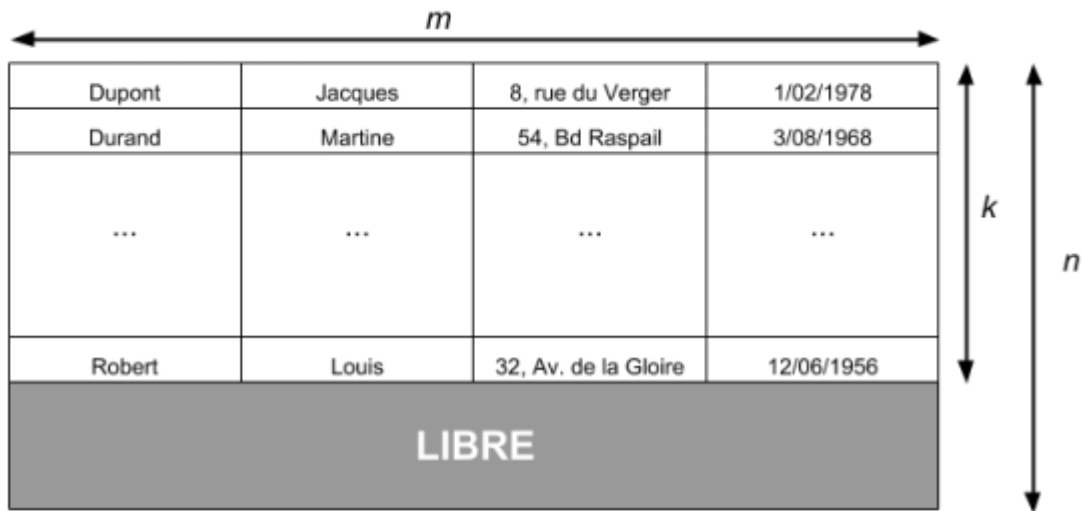 m
Dupont Jacques 8, rue du Verger 1/02/1978
Durand Martine 54, Bd Raspail 3/08/1968
... ... ... ...
k
n
Robert Louis 32, Av. de la Gloire 12/06/1956
LIBRE